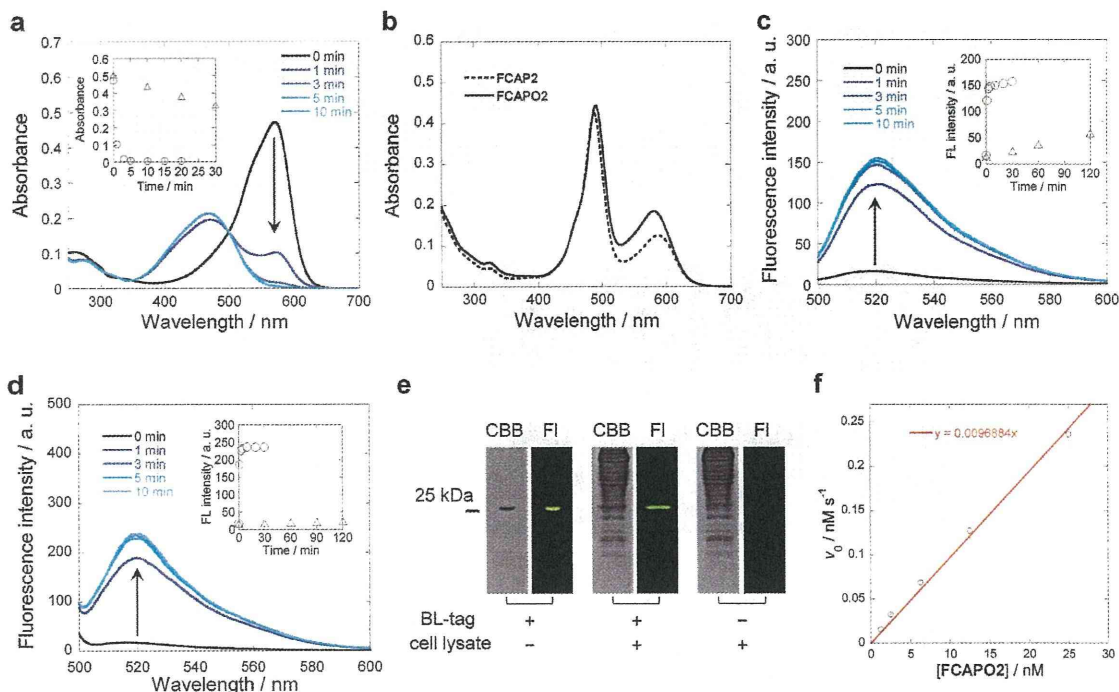 a
Absorbance
0.7
0.6
0.5
0.4
0.3
0.2
0.1
0
300 400 500 600 700
Wavelength / nm
0 min
1 min
3 min
5 min
10 min
Absorbance
0.6
0.5
0.4
0.3
0.2
0.1
0
0 5 10 15 20 25 30
Time / min
b
Absorbance
0.6
0.5
0.4
0.3
0.2
0.1
0
300 400 500 600 700
Wavelength / nm
FCAP2
FCAPO2
c
Fluorescence intensity / a. u.
300
250
200
150
100
50
0
500 520 540 560 580 600
Wavelength / nm
0 min
1 min
3 min
5 min
10 min
FL intensity / a. u.
200
150
100
50
0
0 30 60 90 120
Time / min
d
Fluorescence intensity / a. u.
500
400
300
200
100
0
500 520 540 560 580 600
Wavelength / nm
0 min
1 min
3 min
5 min
10 min
FL intensity / a. u.
350
300
250
200
150
100
50
0
0 30 60 90 120
Time / min
e
CBB Fl CBB Fl CBB Fl
25 kDa
BL-tag + + −
cell lysate − + +
f
v0 / nM s-1
0.25
0.2
0.15
0.1
0.05
0
0 5 10 15 20 25 30
[FCAPO2] / nM
y = 0.0096884x